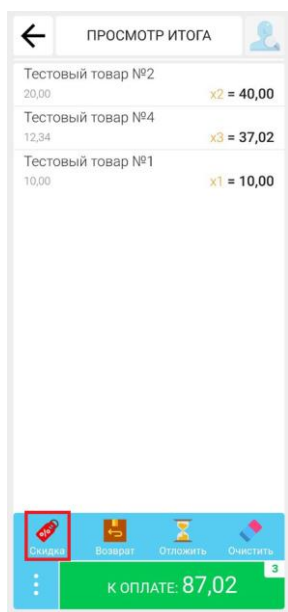 ПРОСМОТР ИТОГА
Тестовый товар №2
20,00 x2 = 40,00
Тестовый товар №4
12,34 x3 = 37,02
Тестовый товар №1
10,00 x1 = 10,00
Скидка Возврат Отложить Очистить
3
К ОПЛАТЕ: 87,02